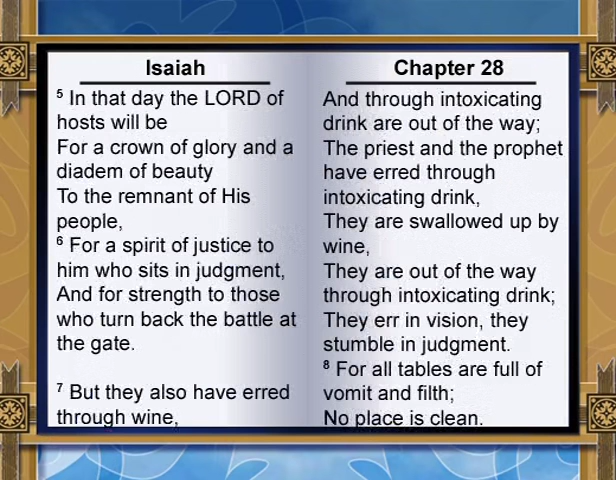 Isaiah
⁵ In that day the LORD of
hosts will be
For a crown of glory and a
diadem of beauty
To the remnant of His
people,
⁶ For a spirit of justice to
him who sits in judgment,
And for strength to those
who turn back the battle at
the gate.
⁷ But they also have erred
through wine,
Chapter 28
And through intoxicating
drink are out of the way;
The priest and the prophet
have erred through
intoxicating drink,
They are swallowed up by
wine,
They are out of the way
through intoxicating drink;
They err in vision, they
stumble in judgment.
⁸ For all tables are full of
vomit and filth;
No place is clean.